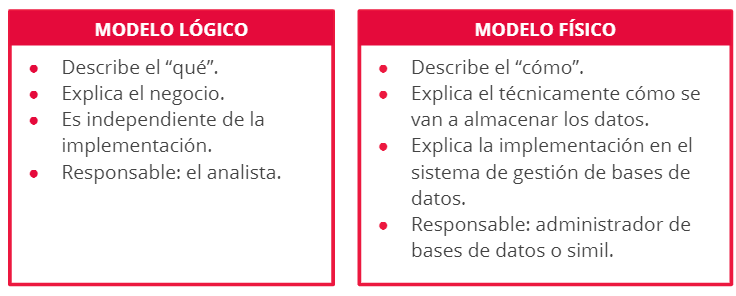 MODELO LÓGICO
● Describe el “qué”.
● Explica el negocio.
● Es independiente de la
implementación.
● Responsable: el analista.
MODELO FÍSICO
● Describe el “cómo”.
● Explica el técnicamente cómo se
van a almacenar los datos.
● Explica la implementación en el
sistema de gestión de bases de
datos.
● Responsable: administrador de
bases de datos o simil.